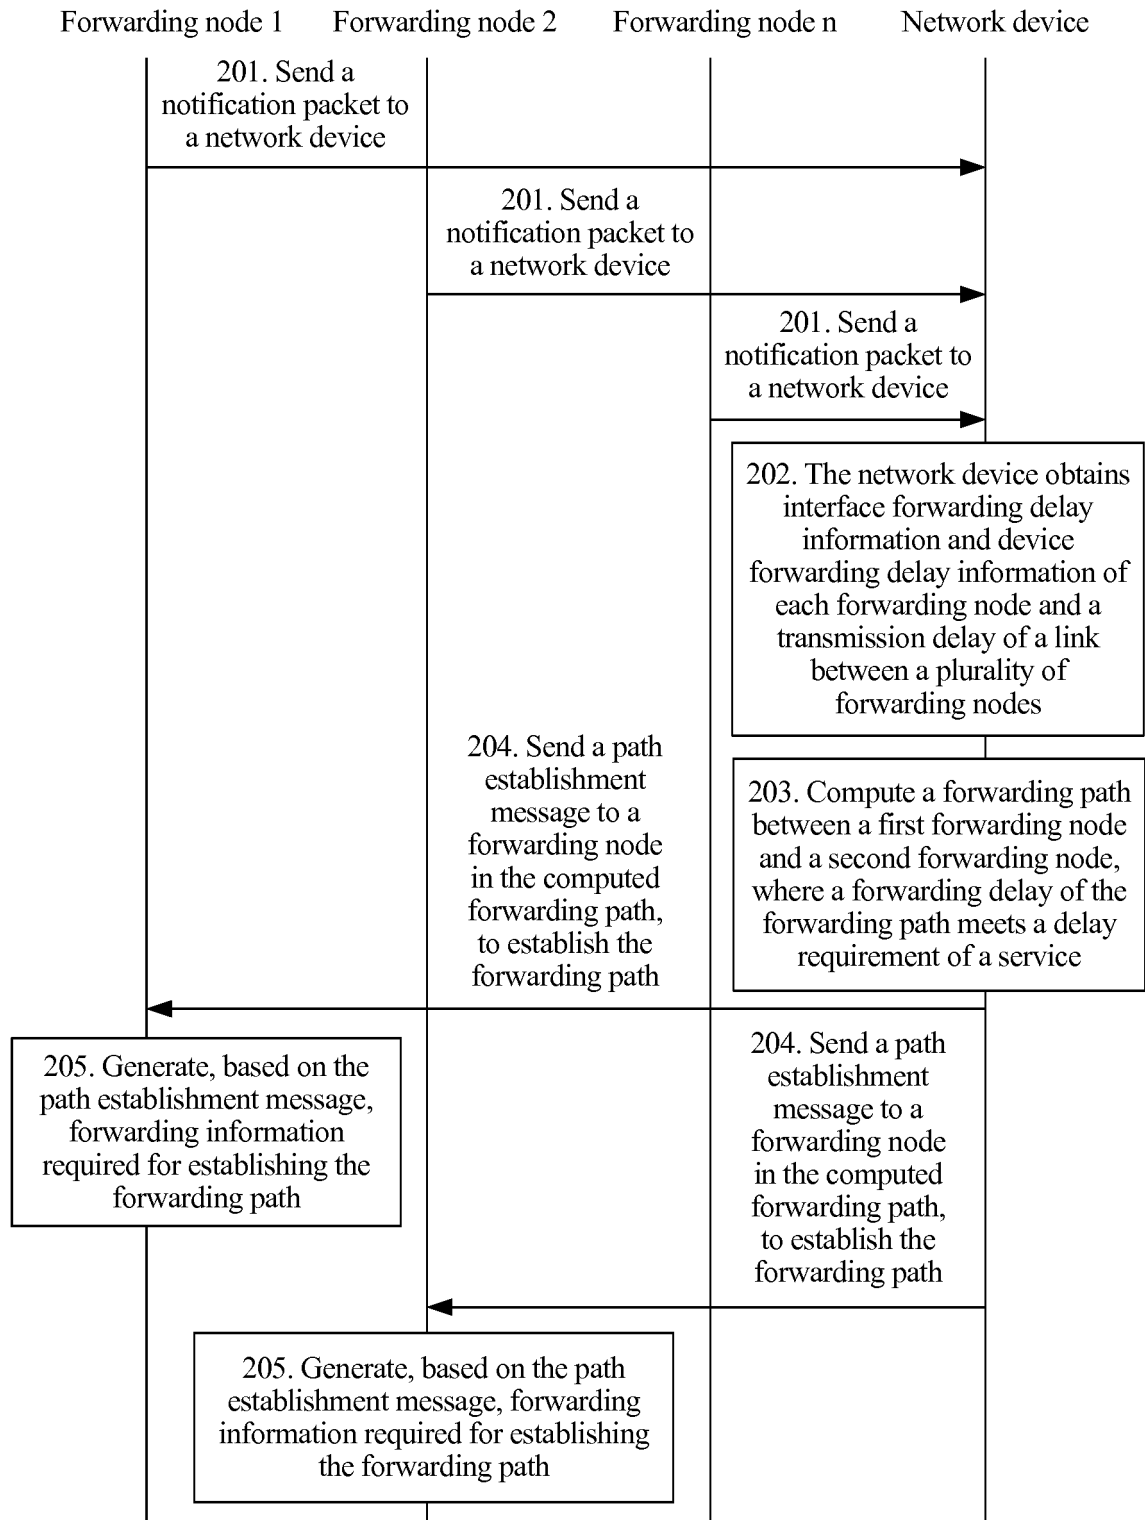 Forwarding node 1
Forwarding node 2
Forwarding node n
Network device
201. Send a
notification packet to
a network device
201. Send a
notification packet to
a network device
201. Send a
notification packet to
a network device
202. The network device obtains
interface forwarding delay
information and device
forwarding delay information of
each forwarding node and a
transmission delay of a link
between a plurality of
forwarding nodes
203. Compute a forwarding path
between a first forwarding node
and a second forwarding node,
where a forwarding delay of the
forwarding path meets a delay
requirement of a service
204. Send a path
establishment
message to a
forwarding node
in the computed
forwarding path,
to establish the
forwarding path
205. Generate, based on the
path establishment message,
forwarding information
required for establishing the
forwarding path
204. Send a path
establishment
message to a
forwarding node
in the computed
forwarding path,
to establish the
forwarding path
205. Generate, based on the path
establishment message, forwarding
information required for establishing
the forwarding path